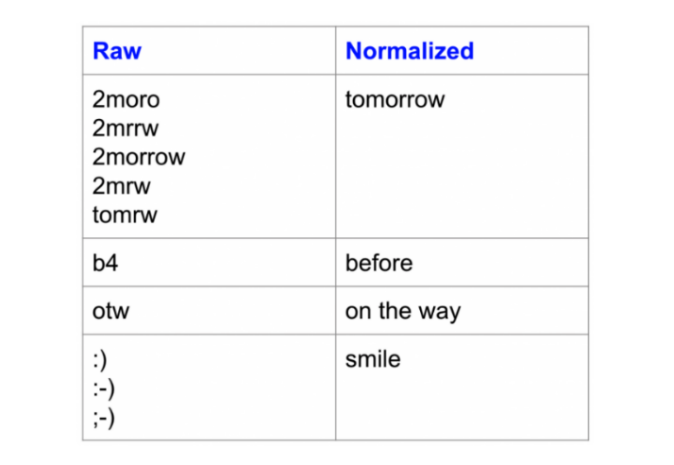 Raw Normalized
2moro tomorrow
2mrrw
2morrow
2mrw
tomrw
b4 before
otw on the way
:) smile
:-)
;-)